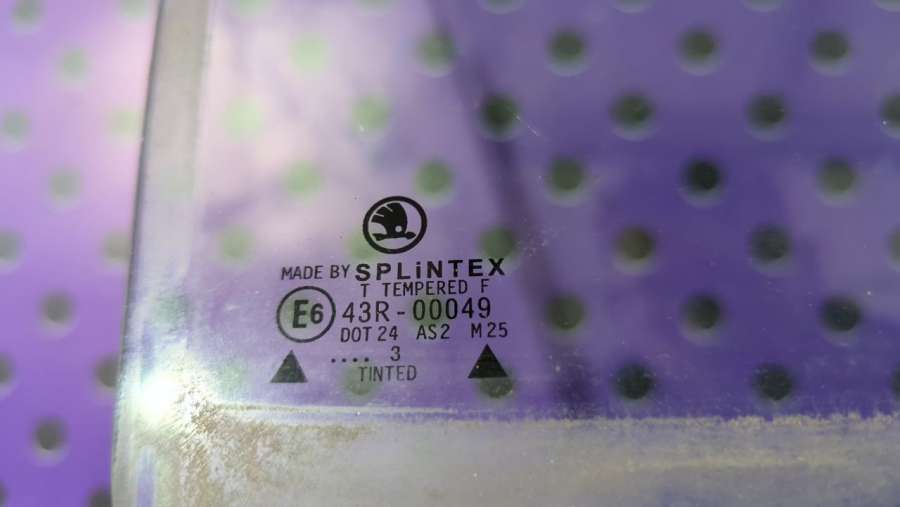 MADE BY SPLiNTEX
T TEMPERED F
E6 43R-00049
DOT 24 AS2 M25
.... 3
TINTED